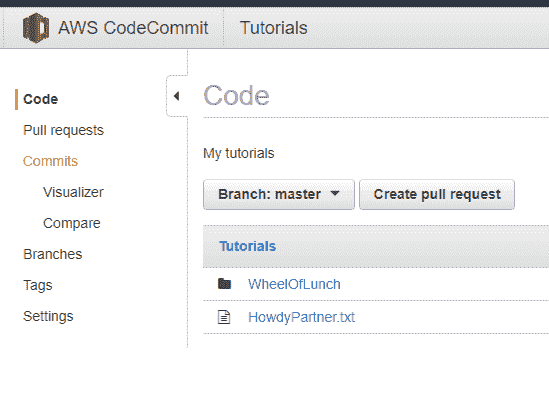 AWS CodeCommit Tutorials
Code
Pull requests
Commits
Visualizer
Compare
Branches
Tags
Settings
Code
My tutorials
Branch: master Create pull request
Tutorials
WheelOfLunch
HowdyPartner.txt